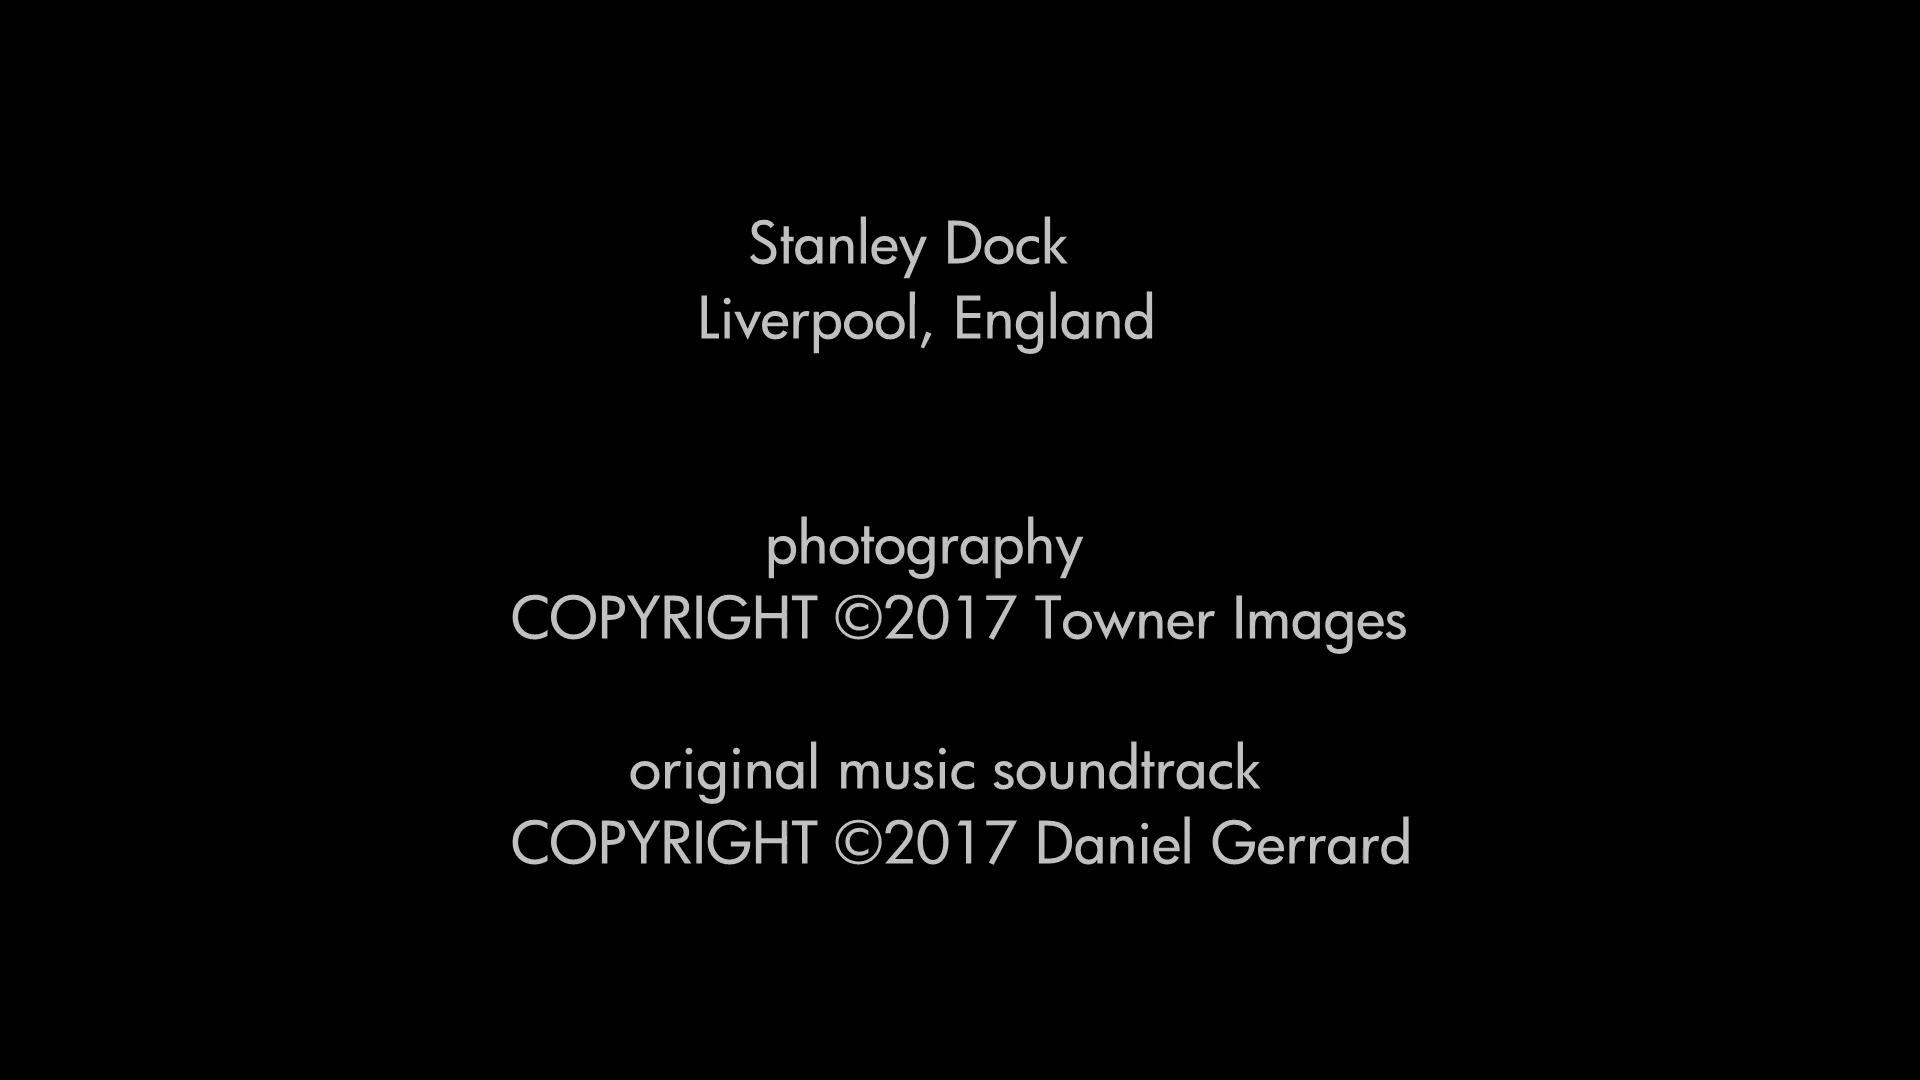 Stanley Dock
Liverpool, England
photography
COPYRIGHT ©2017 Towner Images
original music soundtrack
COPYRIGHT ©2017 Daniel Gerrard